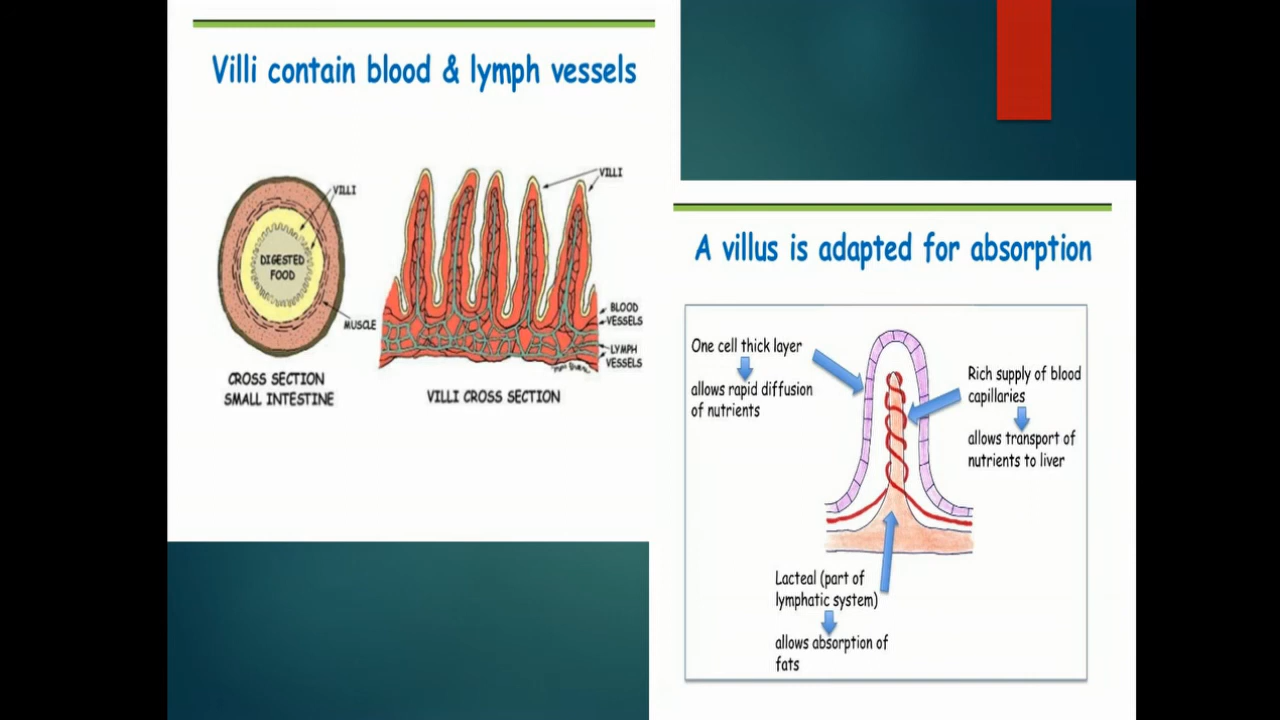 Villi contain blood & lymph vessels
VILLI
DIGESTED
FOOD
MUSCLE
CROSS SECTION
SMALL INTESTINE
VILLI
BLOOD
VESSELS
LYMPH
VESSELS
VILLI CROSS SECTION
A villus is adapted for absorption
One cell thick layer
allows rapid diffusion
of nutrients
Rich supply of blood
capillaries
allows transport of
nutrients to liver
Lacteal (part of
lymphatic system)
allows absorption of
fats